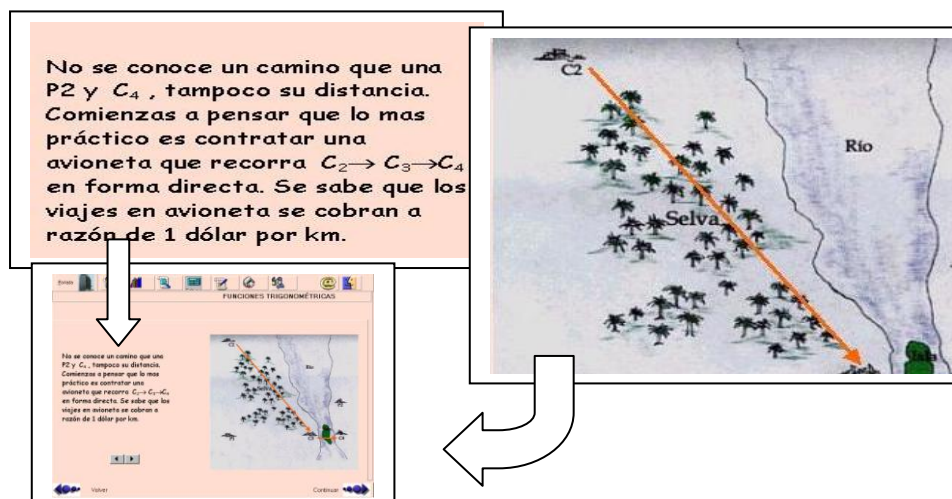 No se conoce un camino que una
P2 y C₄ , tampoco su distancia.
Comienzas a pensar que lo mas
práctico es contratar una
avioneta que recorra C₂→ C₃→C₄
en forma directa. Se sabe que los
viajes en avioneta se cobran a
razón de 1 dólar por km.
C2
Río
Selva
FUNCIONES TRIGONOMÉTRICAS
No se conoce un camino que una
P2 y C₄ , tampoco su distancia.
Comienzas a pensar que lo mas
práctico es contratar una
avioneta que recorra C₂→ C₃→C₄
en forma directa. Se sabe que los
viajes en avioneta se cobran a
razón de 1 dólar por km.
Volver
Continuar